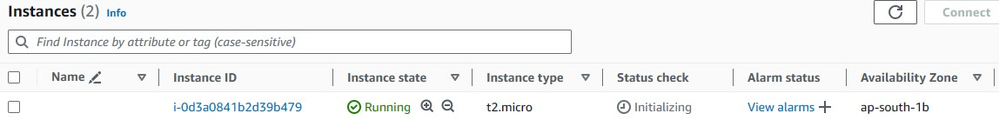 Instances (2) Info
Connect
Find Instance by attribute or tag (case-sensitive)
Name Instance ID Instance state Instance type Status check Alarm status Availability Zone
i-0d3a0841b2d39b479 Running t2.micro Initializing View alarms + ap-south-1b